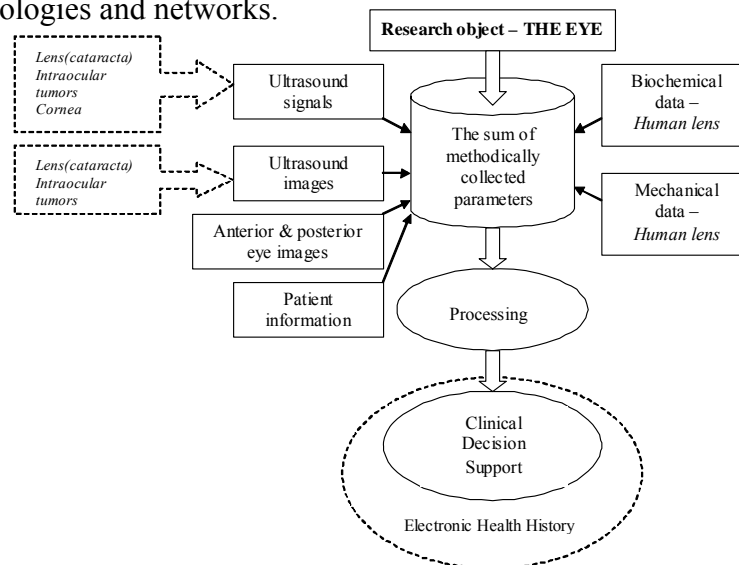 ologies and networks.
Research object – THE EYE
Lens(cataracta)
Intraocular
tumors
Cornea
Ultrasound
signals
Biochemical
data –
Human lens
The sum of
methodically
collected
parameters
Lens(cataracta)
Intraocular
tumors
Ultrasound
images
Mechanical
data –
Human lens
Anterior & posterior
eye images
Patient
information
Processing
Clinical
Decision
Support
Electronic Health History